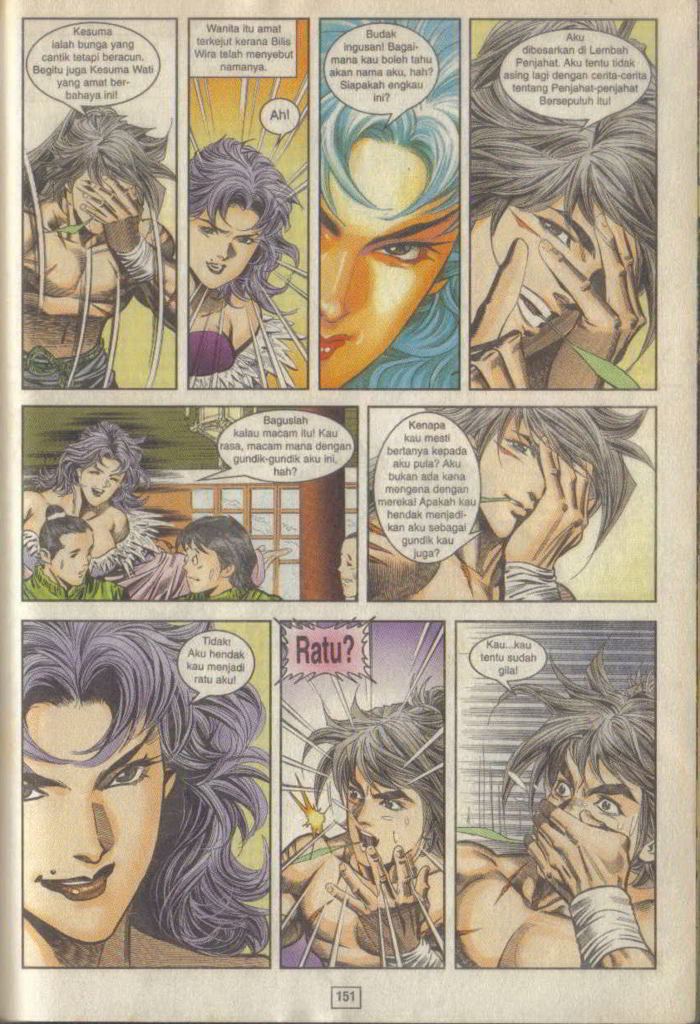 Kesuma
ialah bunga yang
cantik tetapi beracun.
Begitu juga Kesuma Wati
yang amat ber-
bahaya ini!
Wanita itu amat
terkejut kerana Bilis
Wira telah menyebut
namanya.
Ah!
Budak
ingusan! Bagai-
mana kau boleh tahu
akan nama aku, hah?
Siapakah engkau
ini?
Aku
dibesarkan di Lembah
Penjahat. Aku tentu tidak
asing lagi dengan cerita-cerita
tentang Penjahat-penjahat
Bersepuluh itu!
Baguslah
kalau macam itu! Kau
rasa, macam mana dengan
gundik-gundik aku ini,
hah?
Kenapa
kau mesti
bertanya kepada
aku pula? Aku
bukan ada kena
mengena dengan
mereka! Apakah kau
hendak menjadi-
kan aku sebagai
gundik kau
juga?
Tidak!
Aku hendak
kau menjadi
ratu aku!
Ratu?
Kau...kau
tentu sudah
gila!
151